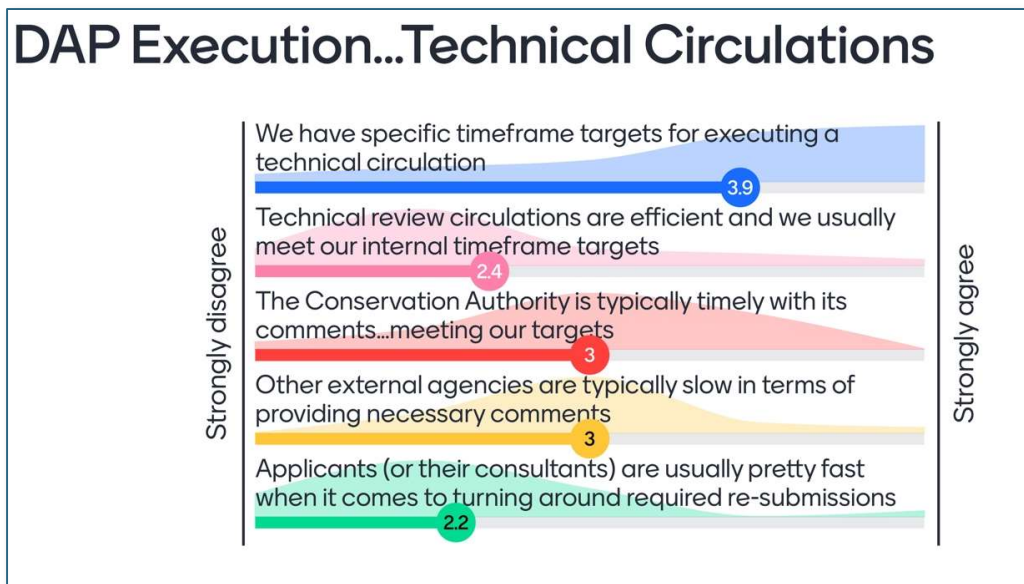 DAP Execution...Technical Circulations
Strongly disagree
We have specific timeframe targets for executing a
technical circulation
3.9
Technical review circulations are efficient and we usually
meet our internal timeframe targets
2.4
The Conservation Authority is typically timely with its
comments...meeting our targets
3
Other external agencies are typically slow in terms of
providing necessary comments
3
Applicants (or their consultants) are usually pretty fast
when it comes to turning around required re-submissions
2.2
Strongly agree